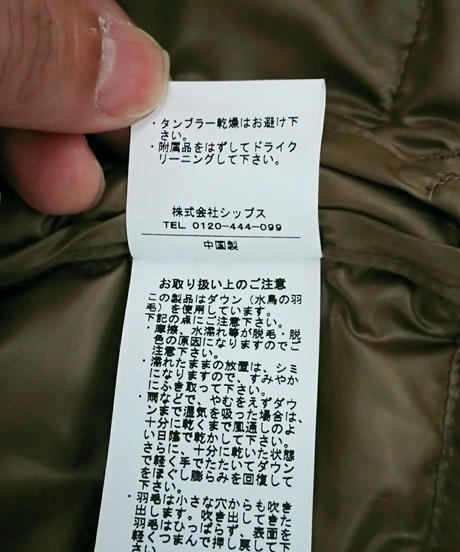 ・タンブラー乾燥はお避け下
さい。
・附属品をはずしてドライク
リーニングして下さい。
株式会社シップス
TEL 0120-444-099
中国製
お取り扱い上のご注意
この製品はダウン（水鳥の羽
毛）を使用しています。
下記の点にご注意下さい。
・摩擦、水濡れ等が脱毛・脱
色の原因になりますのでご
注意下さい。
・濡れたままの放置は、シミ
になりますので、すみやか
にふき取って下さい。
・雨などで、やむをえずダウ
ンまで湿気を吸った場合は、
十分に乾くまで風通しのよ
い日陰で乾かして下さい。
さらに、十分に乾いた状態
で軽く手でたたいてダウン
をほぐし膨らみを回復して
下さい。
・羽毛は小さな穴からも吹き
出します。吹き出してきた
羽毛はひっぱらず、表面を
軽くつまんで押し戻して下
さい。